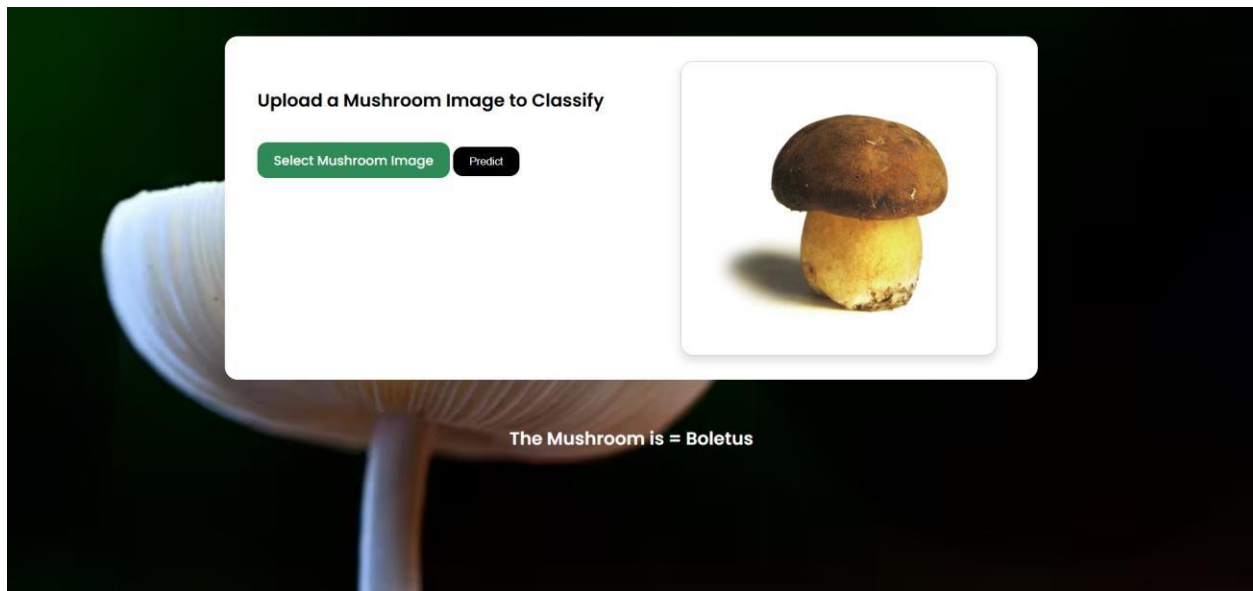 Upload a Mushroom Image to Classify
Select Mushroom Image Predict
The Mushroom is = Boletus